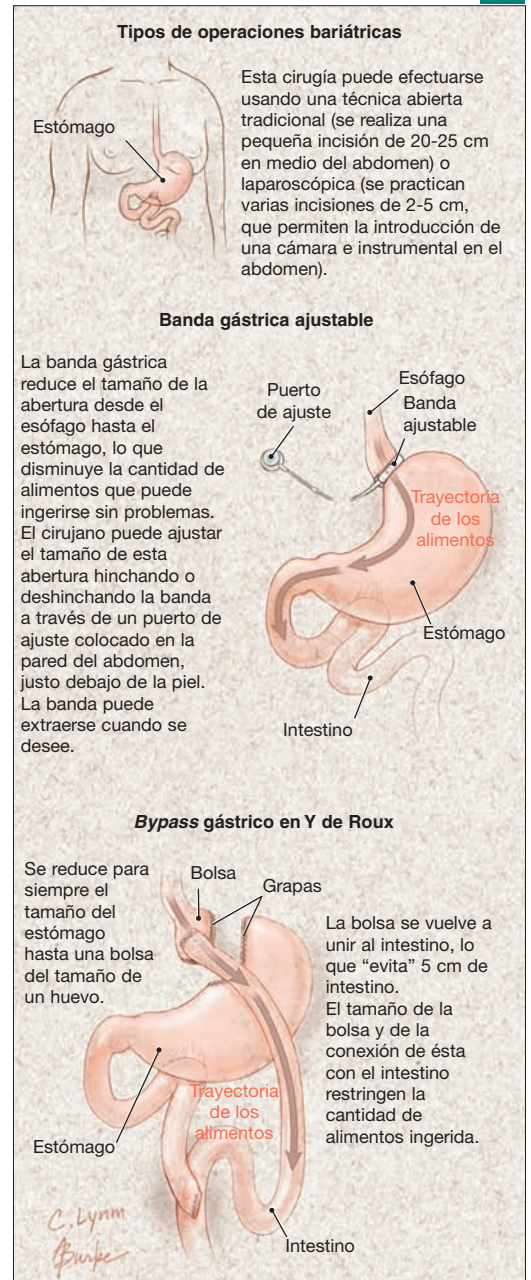 Tipos de operaciones bariátricas
Estómago
Esta cirugía puede efectuarse
usando una técnica abierta
tradicional (se realiza una
pequeña incisión de 20-25 cm
en medio del abdomen) o
laparoscópica (se practican
varias incisiones de 2-5 cm,
que permiten la introducción de
una cámara e instrumental en el
abdomen).
Banda gástrica ajustable
La banda gástrica
reduce el tamaño de la
abertura desde el
esófago hasta el
estómago, lo que
disminuye la cantidad de
alimentos que puede
ingerirse sin problemas.
El cirujano puede ajustar
el tamaño de esta
abertura hinchando o
deshinchando la banda
a través de un puerto de
ajuste colocado en la
pared del abdomen,
justo debajo de la piel.
La banda puede
extraerse cuando se
desee.
Puerto
de ajuste
Esófago
Banda
ajustable
Trayectoria
de los
alimentos
Estómago
Intestino
Bypass gástrico en Y de Roux
Se reduce para
siempre el
tamaño del
estómago
hasta una bolsa
del tamaño de
un huevo.
Bolsa
Grapas
La bolsa se vuelve a
unir al intestino, lo
que “evita” 5 cm de
intestino.
El tamaño de la
bolsa y de la
conexión de ésta
con el intestino
restringen la
cantidad de
alimentos ingerida.
Trayectoria
de los
alimentos
Estómago
Intestino
C. Lynm
Burke